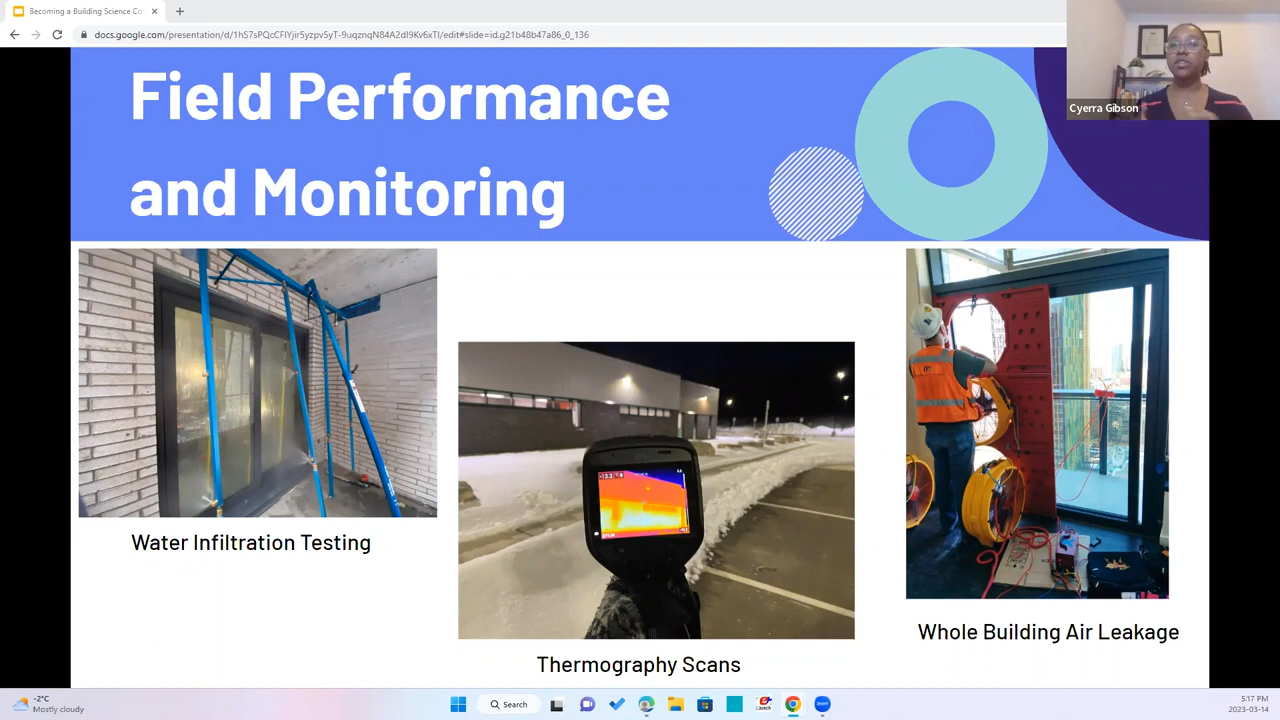 Becoming a Building Science Co
docs.google.com/presentation/d/1hS7sPQcCFIYjir5yzpv5yT-9uqznqN84A2dI9Kv6xTI/edit#slide=id.g21b48b47a86_0_136
Cyerra Gibson
Field Performance
and Monitoring
Water Infiltration Testing
Thermography Scans
Whole Building Air Leakage
-2°C
Mostly cloudy
Search
5:17 PM
2023-03-14